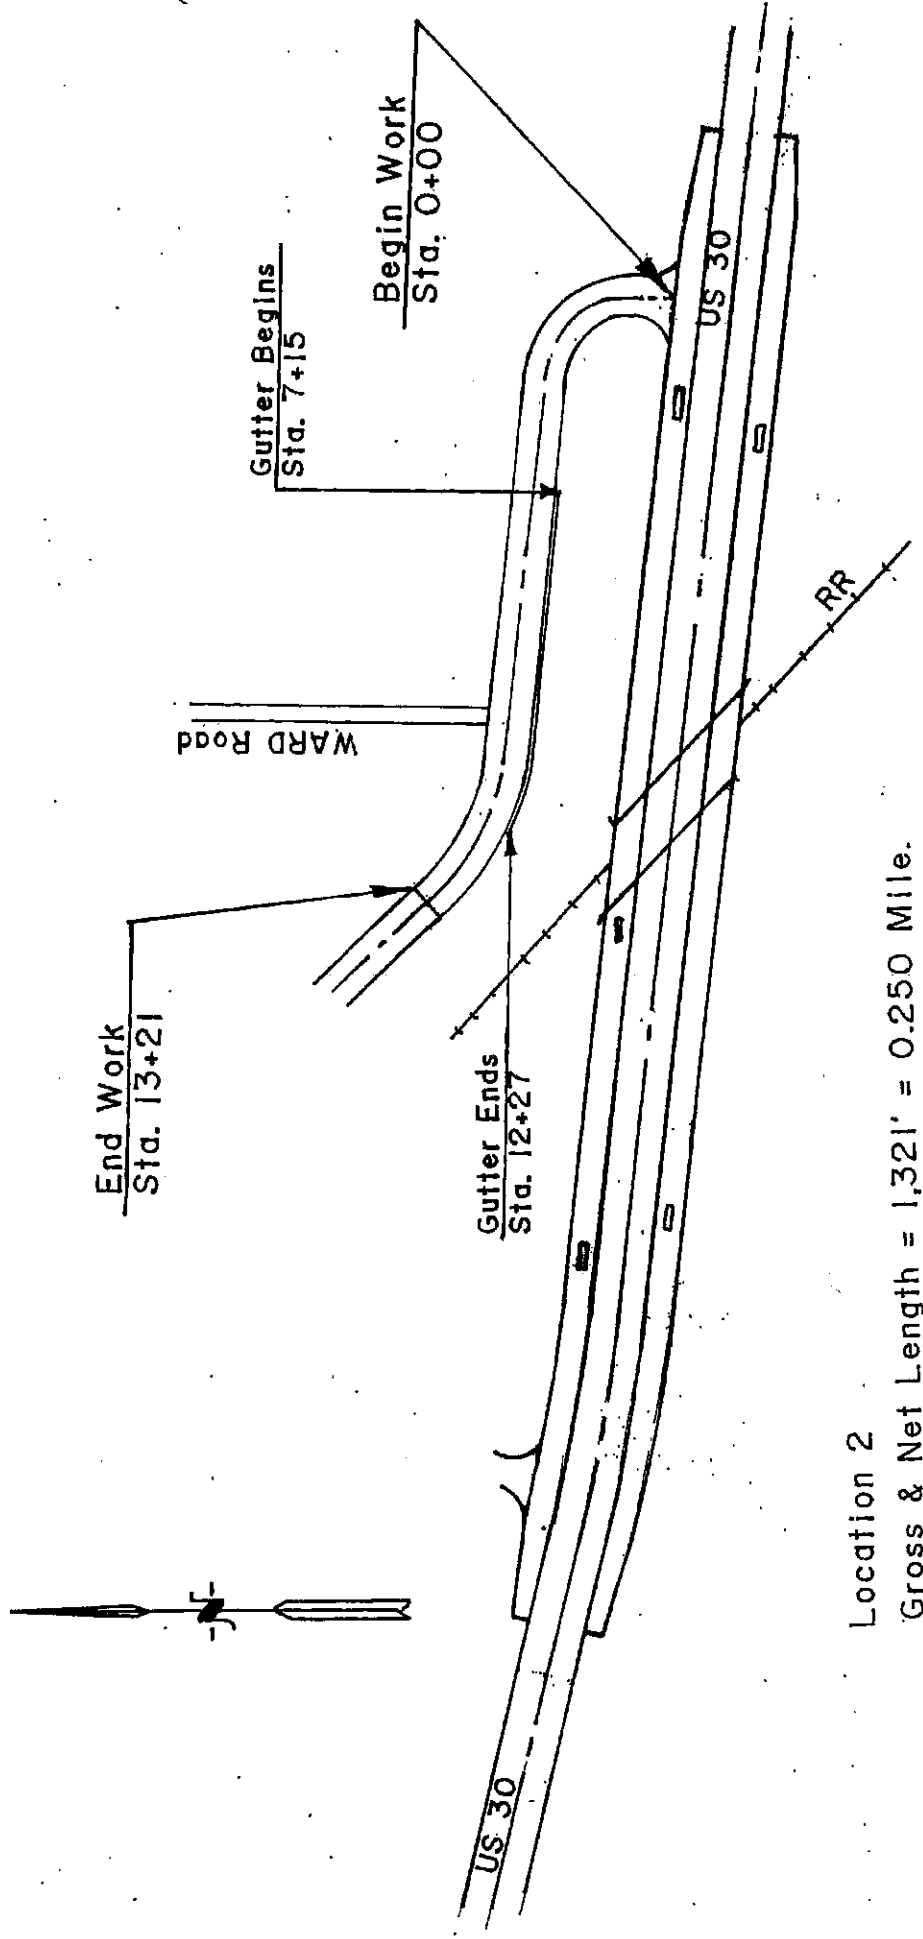 End Work
Sta. 13+21
Gutter Begins
Sta. 7+15
Begin Work
Sta. 0+00
WARD Road
Gutter Ends
Sta. 12+27
US 30
US 30
RR
Location 2
Gross & Net Length = 1,321' = 0.250 Mile.